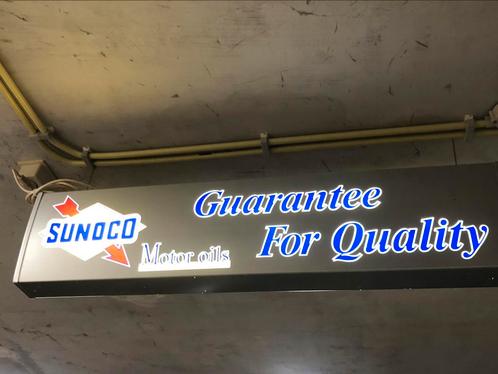 SUNOCO
Motor oils
Guarantee
For Quality